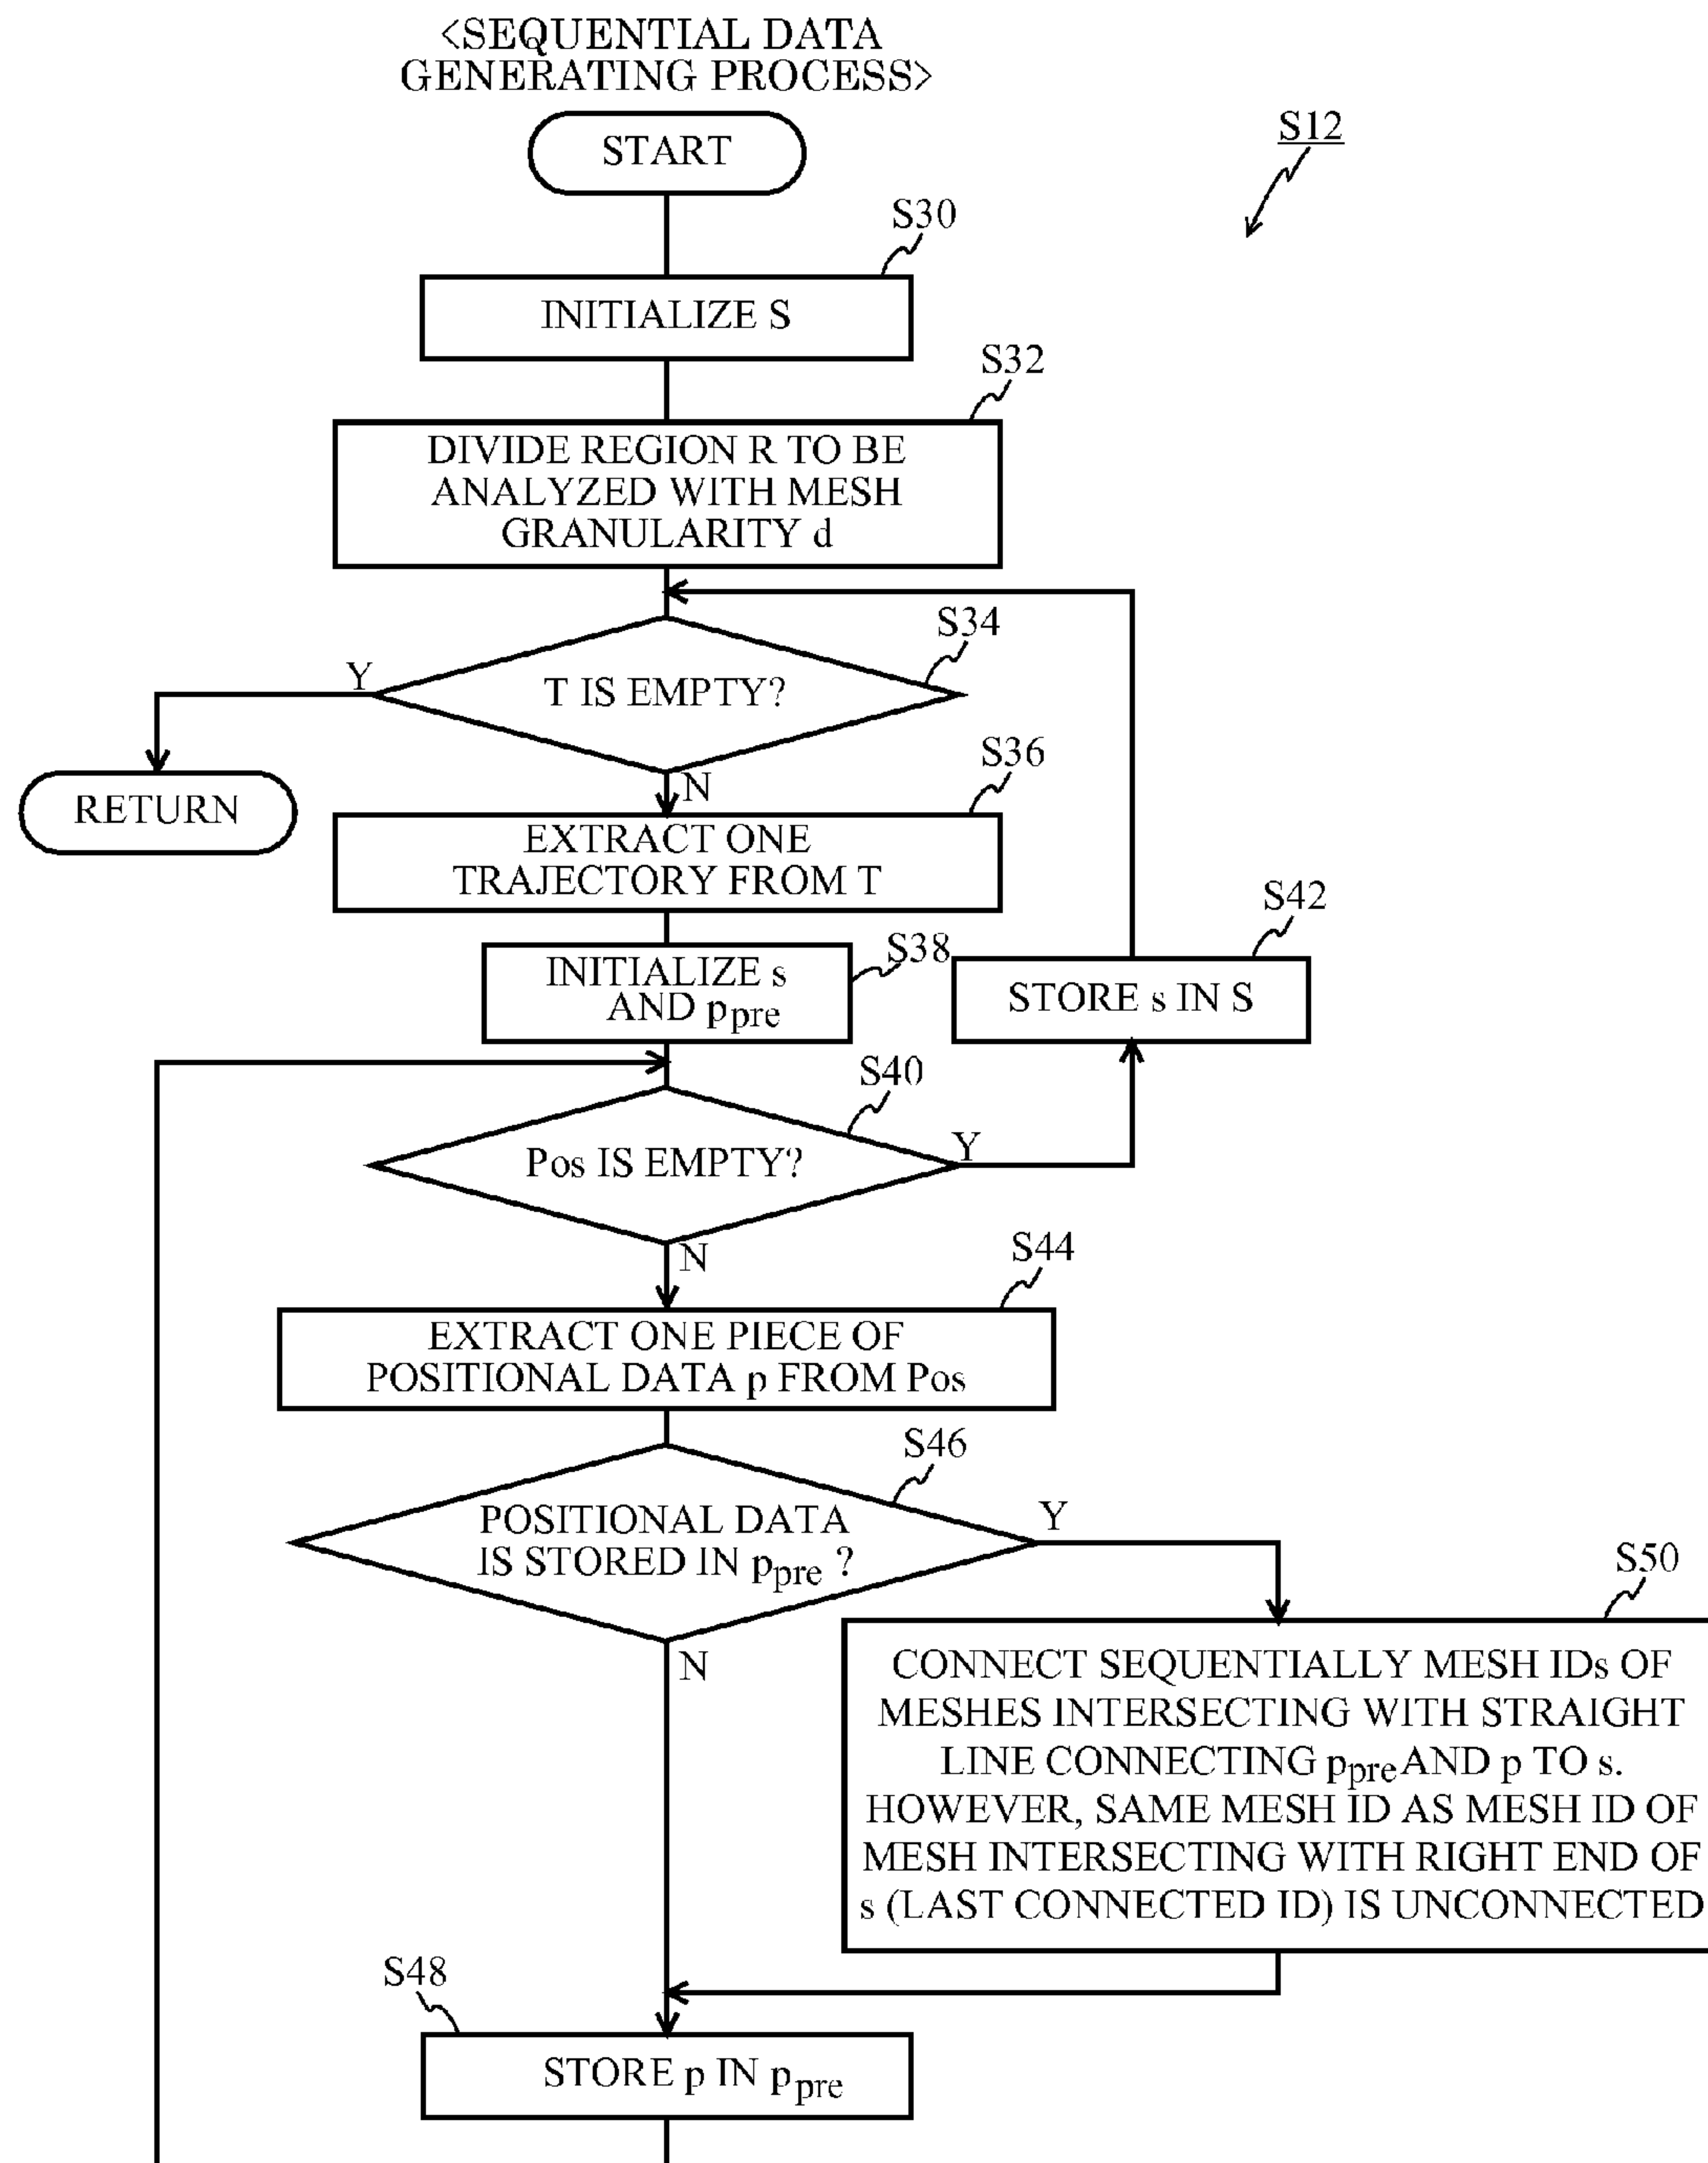 <SEQUENTIAL DATA
GENERATING PROCESS>
START
S12
S30
INITIALIZE S
S32
DIVIDE REGION R TO BE
ANALYZED WITH MESH
GRANULARITY d
S34
T IS EMPTY?
Y
N
RETURN
S36
EXTRACT ONE
TRAJECTORY FROM T
S38
INITIALIZE s
AND ppre
S42
STORE s IN S
S40
Pos IS EMPTY?
Y
N
S44
EXTRACT ONE PIECE OF
POSITIONAL DATA p FROM Pos
S46
POSITIONAL DATA
IS STORED IN ppre ?
Y
N
S50
CONNECT SEQUENTIALLY MESH IDs OF
MESHES INTERSECTING WITH STRAIGHT
LINE CONNECTING ppre AND p TO s.
HOWEVER, SAME MESH ID AS MESH ID OF
MESH INTERSECTING WITH RIGHT END OF
s (LAST CONNECTED ID) IS UNCONNECTED
S48
STORE p IN ppre